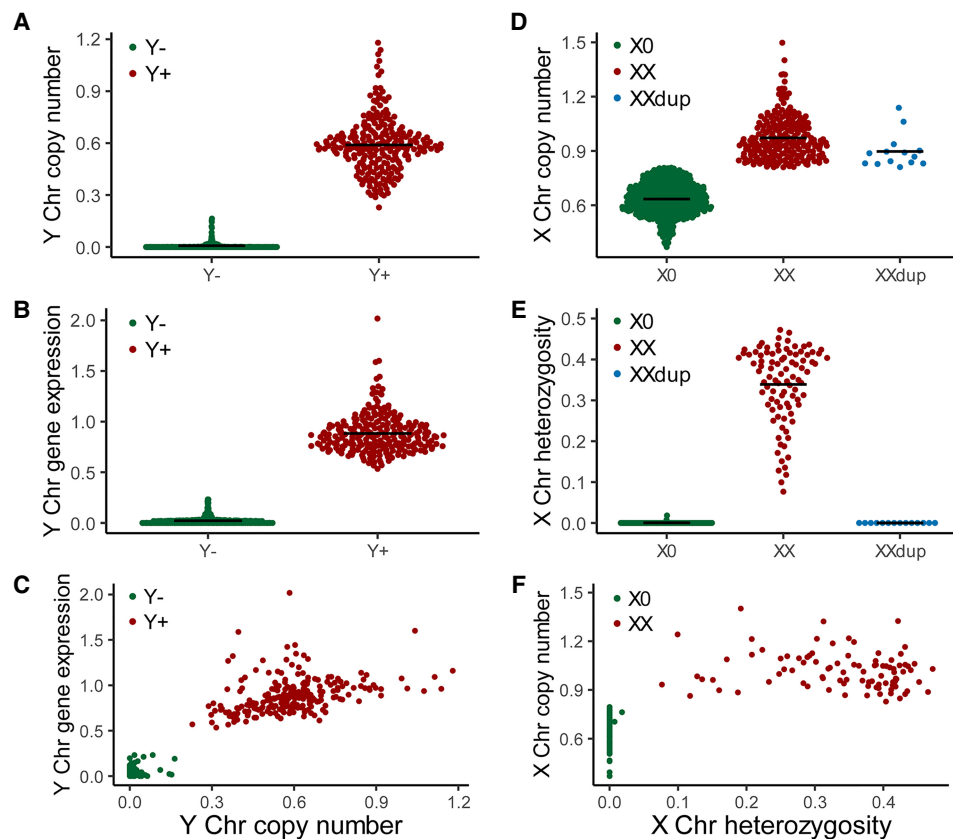 A
Y Chr copy number
1.2
0.9
0.6
0.3
0.0
Y-
Y+
Y-
Y+
B
Y Chr gene expression
2.0
1.5
1.0
0.5
0.0
Y-
Y+
Y-
Y+
C
Y Chr gene expression
2.0
1.5
1.0
0.5
0.0
Y-
Y+
0.0 0.3 0.6 0.9 1.2
Y Chr copy number
D
X Chr copy number
1.5
1.2
0.9
0.6
X0
XX
XXdup
X0 XX XXdup
E
X Chr heterozygosity
0.5
0.4
0.3
0.2
0.1
0.0
X0
XX
XXdup
X0 XX XXdup
F
X Chr copy number
1.5
1.2
0.9
0.6
X0
XX
0.0 0.1 0.2 0.3 0.4
X Chr heterozygosity